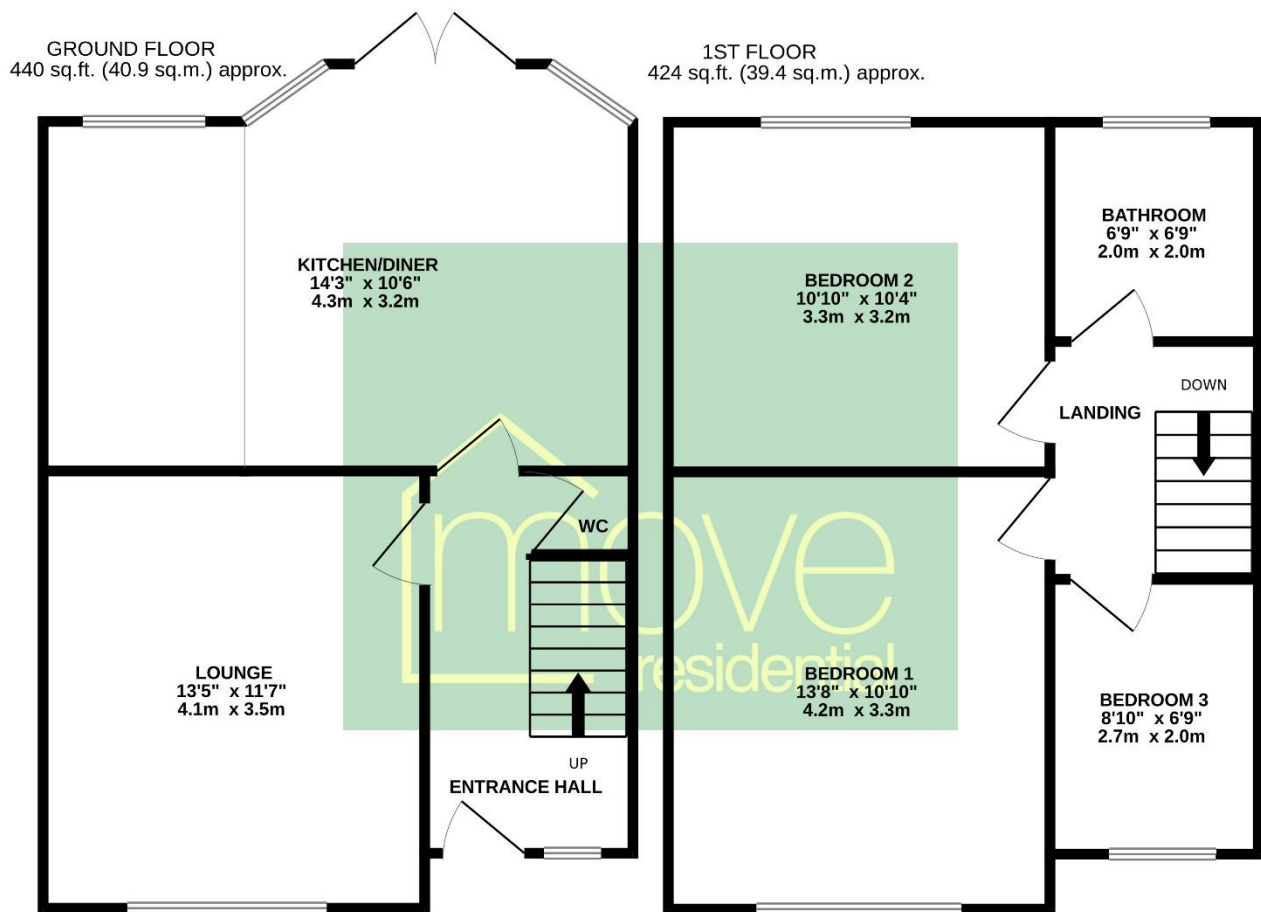 GROUND FLOOR
440 sq.ft. (40.9 sq.m.) approx.
1ST FLOOR
424 sq.ft. (39.4 sq.m.) approx.
KITCHEN/DINER
14'3" x 10'6"
4.3m x 3.2m
WC
LOUNGE
13'5" x 11'7"
4.1m x 3.5m
UP
ENTRANCE HALL
BATHROOM
6'9" x 6'9"
2.0m x 2.0m
BEDROOM 2
10'10" x 10'4"
3.3m x 3.2m
DOWN
LANDING
BEDROOM 1
13'8" x 10'10"
4.2m x 3.3m
BEDROOM 3
8'10" x 6'9"
2.7m x 2.0m
move
residential